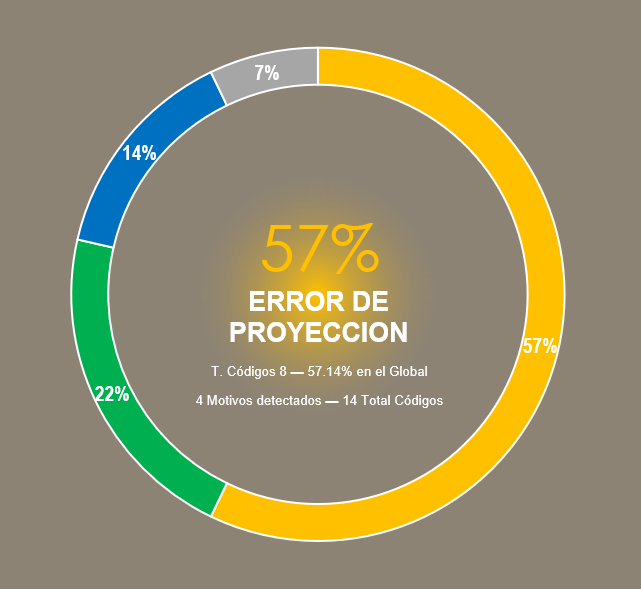 7%
14%
57%
ERROR DE
PROYECCION
57%
T. Códigos 8 — 57.14% en el Global
22%
4 Motivos detectados — 14 Total Códigos